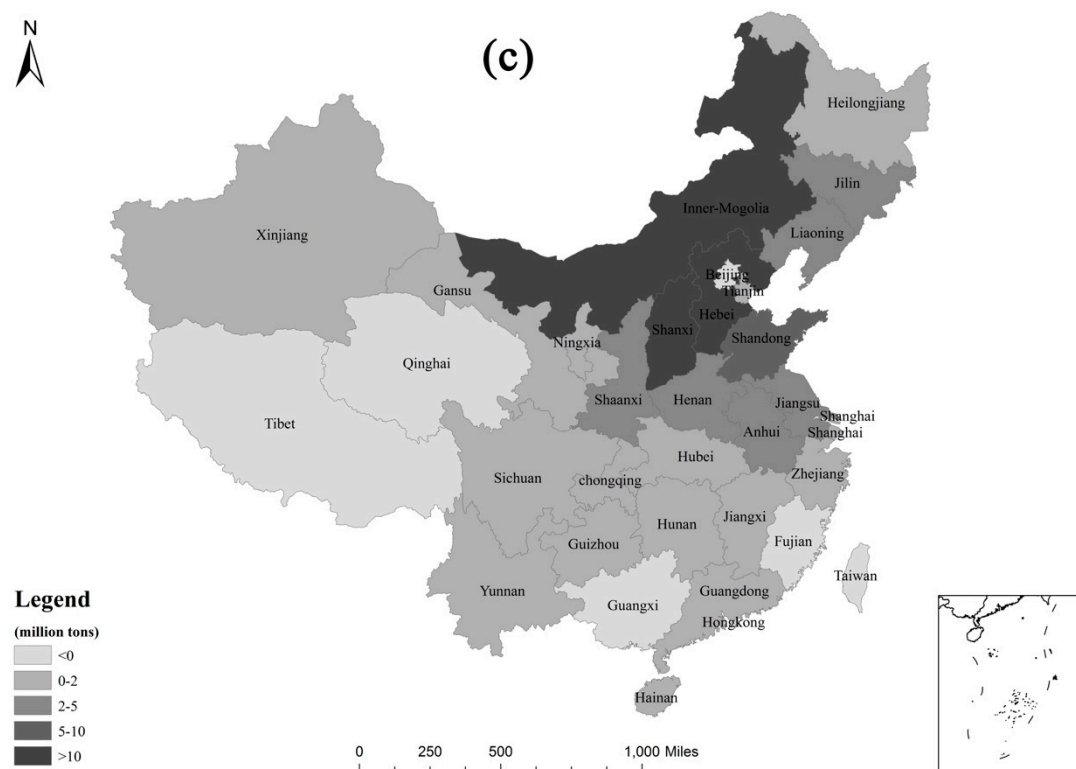 N
(c)
Heilongjiang
Jilin
Inner-Mogolia
Liaoning
Xinjiang
Beijing
Tianjin
Gansu
Hebei
Shanxi
Shandong
Ningxia
Qinghai
Shaanxi
Henan
Jiangsu
Shanghai
Tibet
Anhui
Shanghai
Hubei
Zhejiang
Sichuan
chongqing
Jiangxi
Hunan
Guizhou
Fujian
Taiwan
Yunnan
Guangdong
Guangxi
Hongkong
Hainan
Legend
(million tons)
<0
0-2
2-5
5-10
>10
0 250 500 1,000 Miles